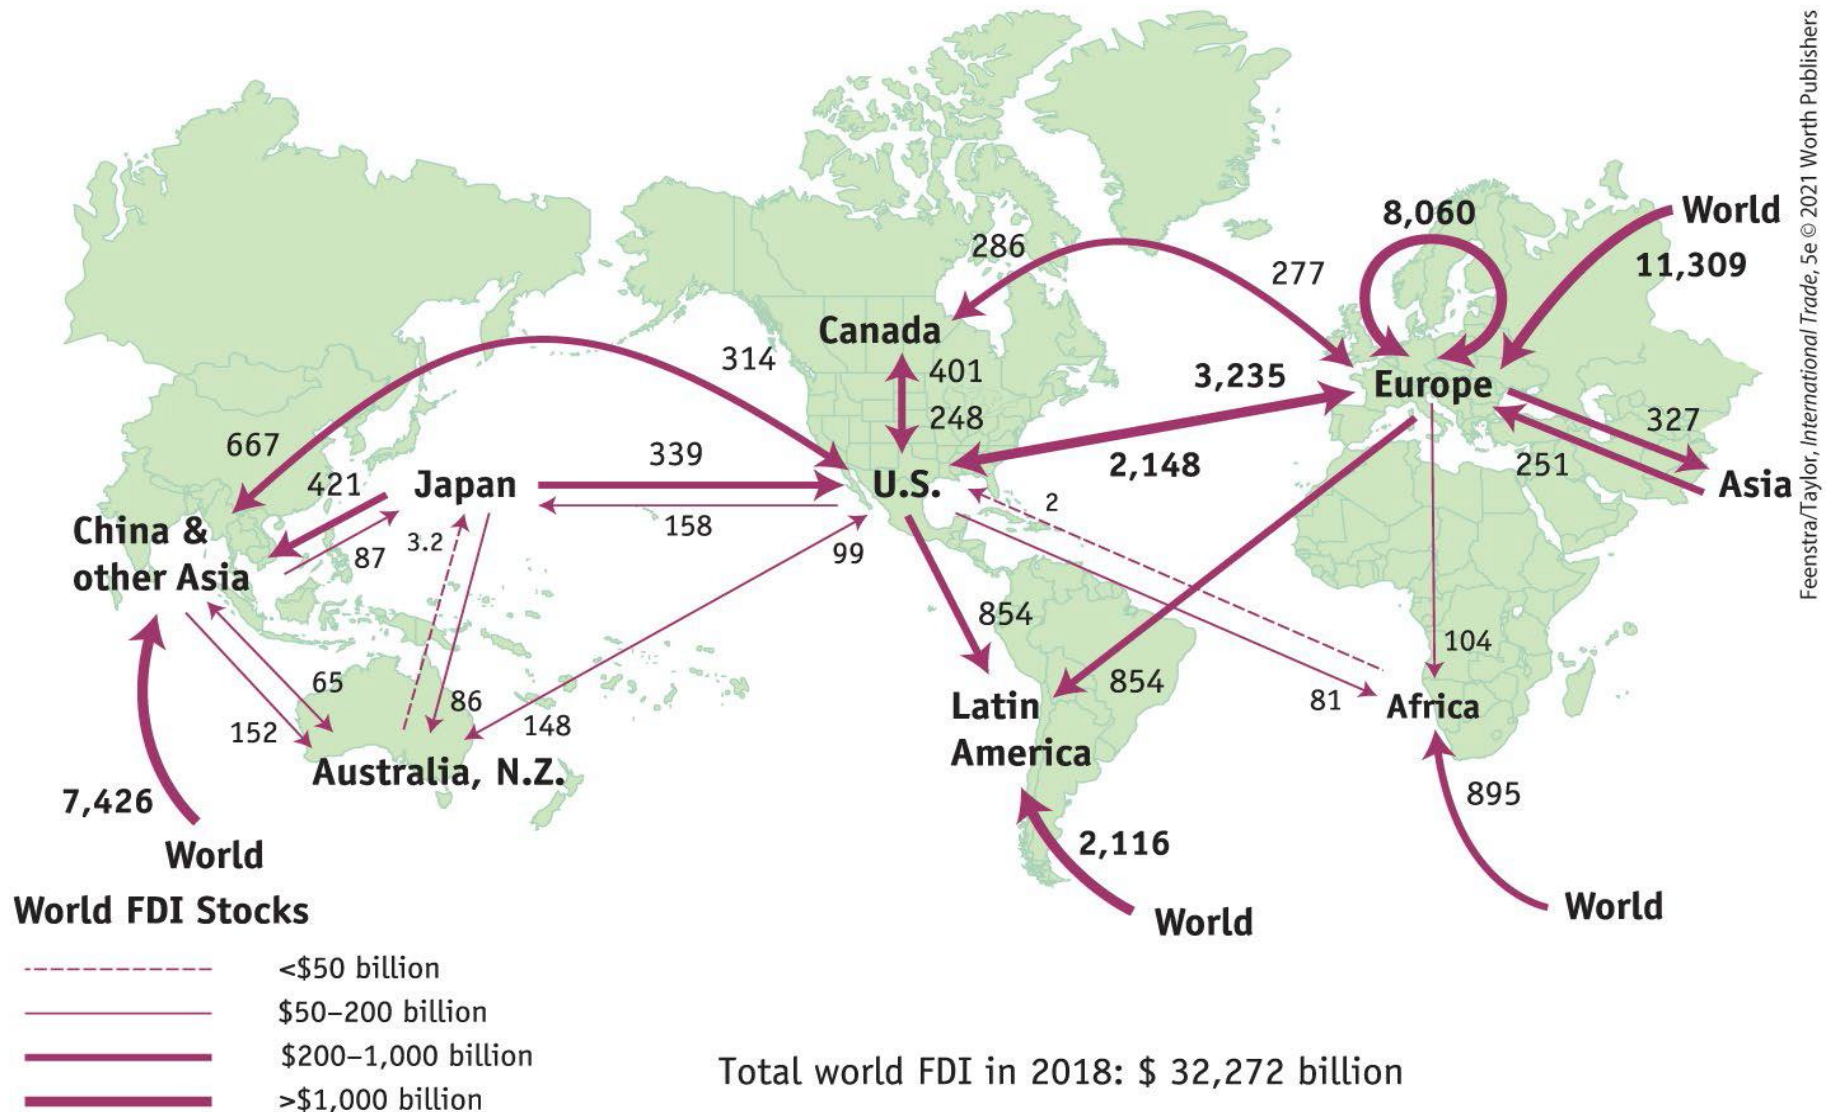 Feenstra/Taylor, International Trade, 5e © 2021 Worth Publishers
8,060
World
11,309
286
277
Canada
314
401
248
3,235
Europe
327
251
Asia
2,148
667
421
Japan
339
U.S.
158
2
China &
other Asia
87
3.2
99
854
104
65
86
148
152
Latin
America
854
81
Africa
Australia, N.Z.
7,426
World
895
2,116
World
World
World FDI Stocks
<$50 billion
$50–200 billion
$200–1,000 billion
>$1,000 billion
Total world FDI in 2018: $ 32,272 billion